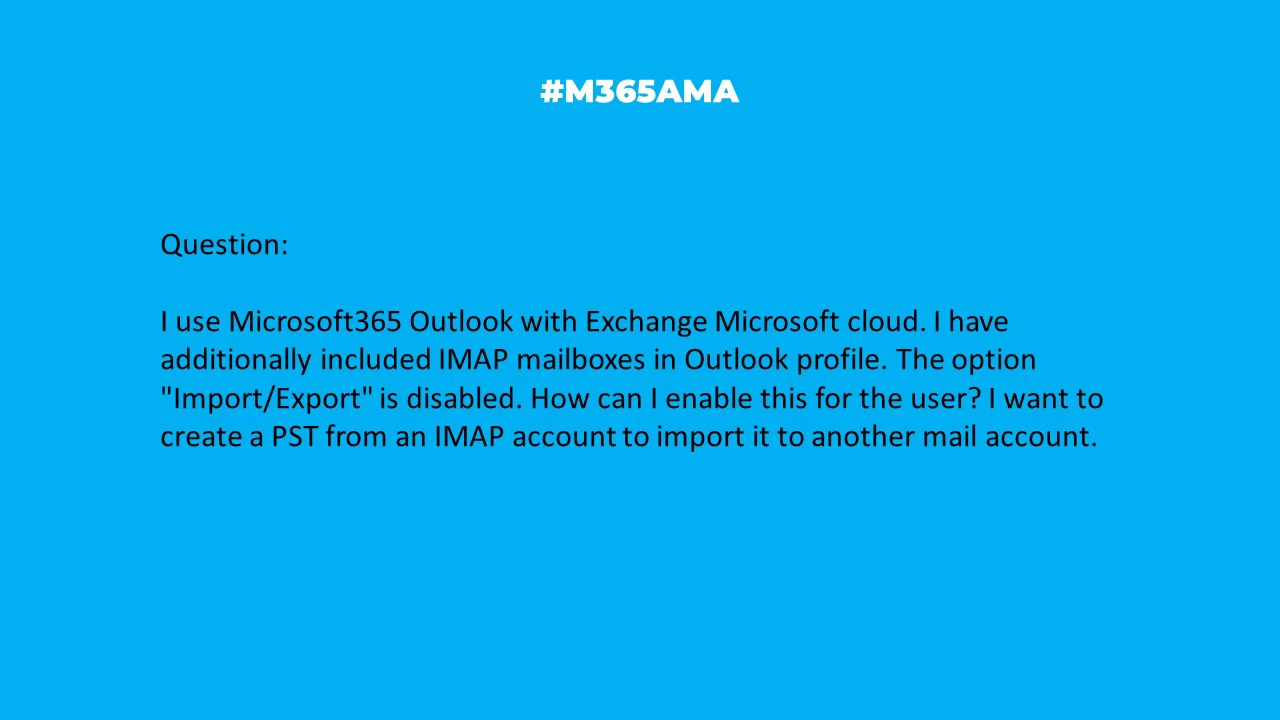 #M365AMA
Question:
I use Microsoft365 Outlook with Exchange Microsoft cloud. I have
additionally included IMAP mailboxes in Outlook profile. The option
"Import/Export" is disabled. How can I enable this for the user? I want to
create a PST from an IMAP account to import it to another mail account.